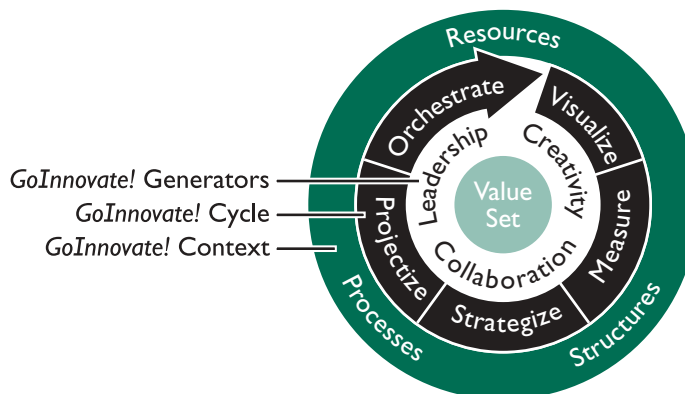 Resources
Orchestrate
Visualize
Leadership
Creativity
GoInnovate! Generators
GoInnovate! Cycle
GoInnovate! Context
Value
Set
Projectize
Measure
Collaboration
Strategize
Processes
Structures